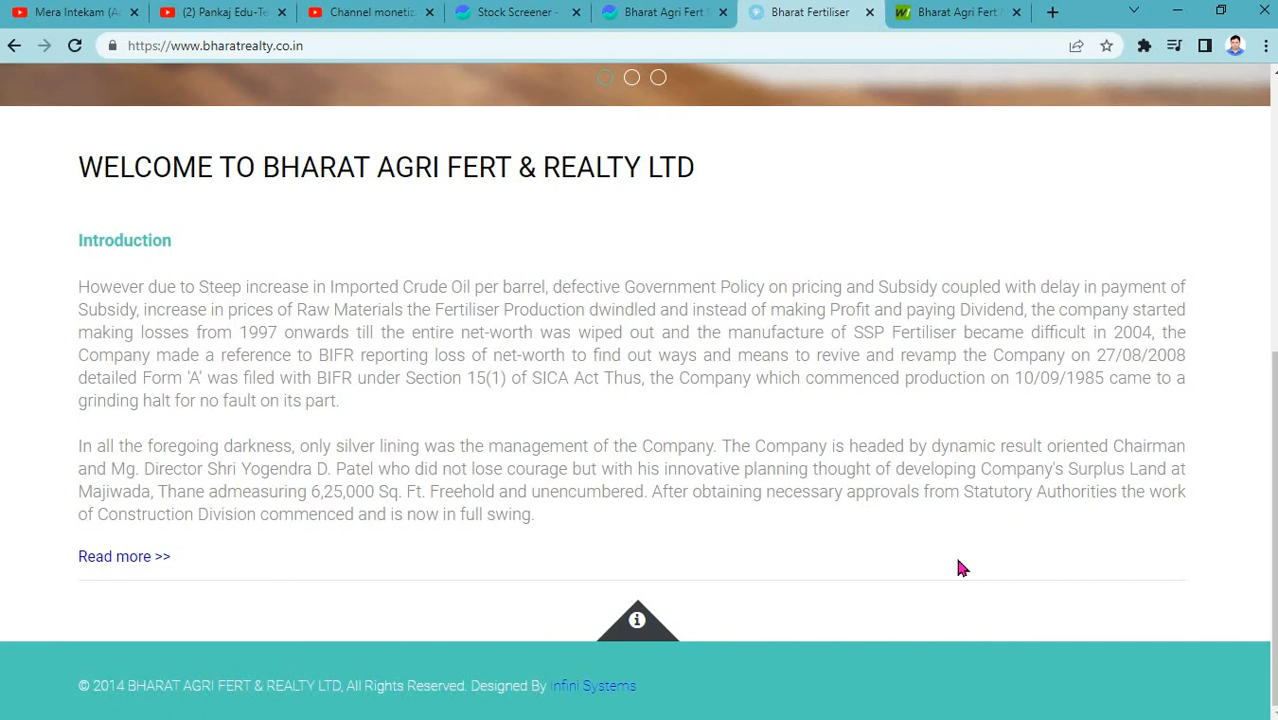 Mera Intekam (A
(2) Pankaj Edu-Te
Channel monetiz
Stock Screener -
Bharat Agri Fert
Bharat Fertiliser
Bharat Agri Fert
https://www.bharatrealty.co.in
WELCOME TO BHARAT AGRI FERT & REALTY LTD
Introduction
However due to Steep increase in Imported Crude Oil per barrel, defective Government Policy on pricing and Subsidy coupled with delay in payment of
Subsidy, increase in prices of Raw Materials the Fertiliser Production dwindled and instead of making Profit and paying Dividend, the company started
making losses from 1997 onwards till the entire net-worth was wiped out and the manufacture of SSP Fertiliser became difficult in 2004, the
Company made a reference to BIFR reporting loss of net-worth to find out ways and means to revive and revamp the Company on 27/08/2008
detailed Form 'A' was filed with BIFR under Section 15(1) of SICA Act Thus, the Company which commenced production on 10/09/1985 came to a
grinding halt for no fault on its part.
In all the foregoing darkness, only silver lining was the management of the Company. The Company is headed by dynamic result oriented Chairman
and Mg. Director Shri Yogendra D. Patel who did not lose courage but with his innovative planning thought of developing Company's Surplus Land at
Majiwada, Thane admeasuring 6,25,000 Sq. Ft. Freehold and unencumbered. After obtaining necessary approvals from Statutory Authorities the work
of Construction Division commenced and is now in full swing.
Read more >>
© 2014 BHARAT AGRI FERT & REALTY LTD, All Rights Reserved. Designed By Infini Systems